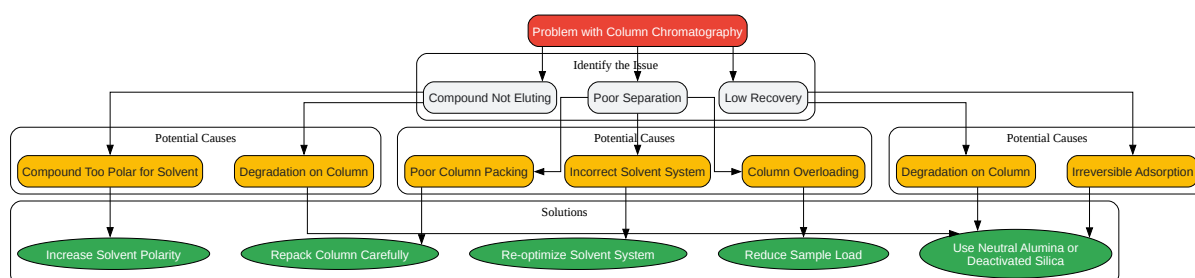 Problem with Column Chromatography
Identify the Issue
Compound Not Eluting
Poor Separation
Low Recovery
Potential Causes
Potential Causes
Potential Causes
Compound Too Polar for Solvent
Degradation on Column
Poor Column Packing
Incorrect Solvent System
Column Overloading
Degradation on Column
Irreversible Adsorption
Solutions
Increase Solvent Polarity
Repack Column Carefully
Re-optimize Solvent System
Reduce Sample Load
Use Neutral Alumina or
Deactivated Silica